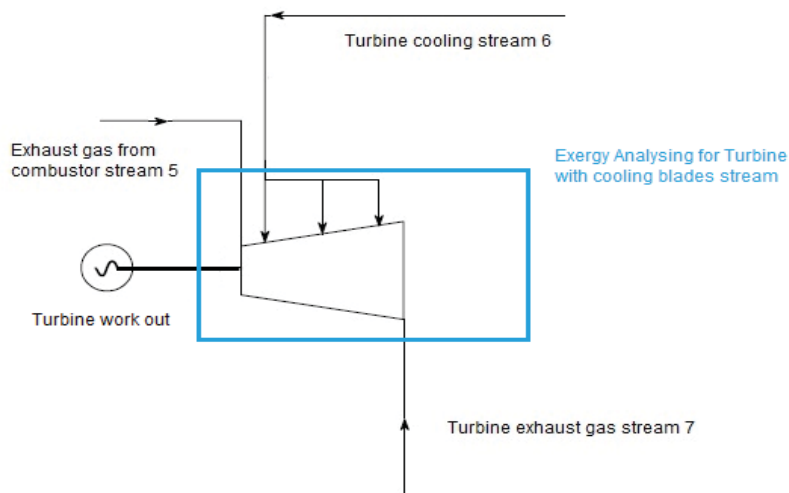 Turbine cooling stream 6
Exhaust gas from
combustor stream 5
Exergy Analysing for Turbine
with cooling blades stream
Turbine work out
Turbine exhaust gas stream 7